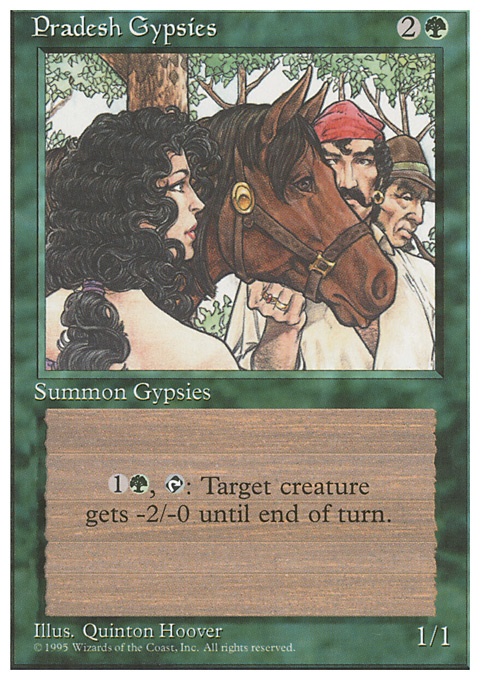 Pradesh Gypsies 2
Summon Gypsies
1, : Target creature
gets -2/-0 until end of turn.
Illus. Quinton Hoover
© 1995 Wizards of the Coast, Inc. All rights reserved.
1/1